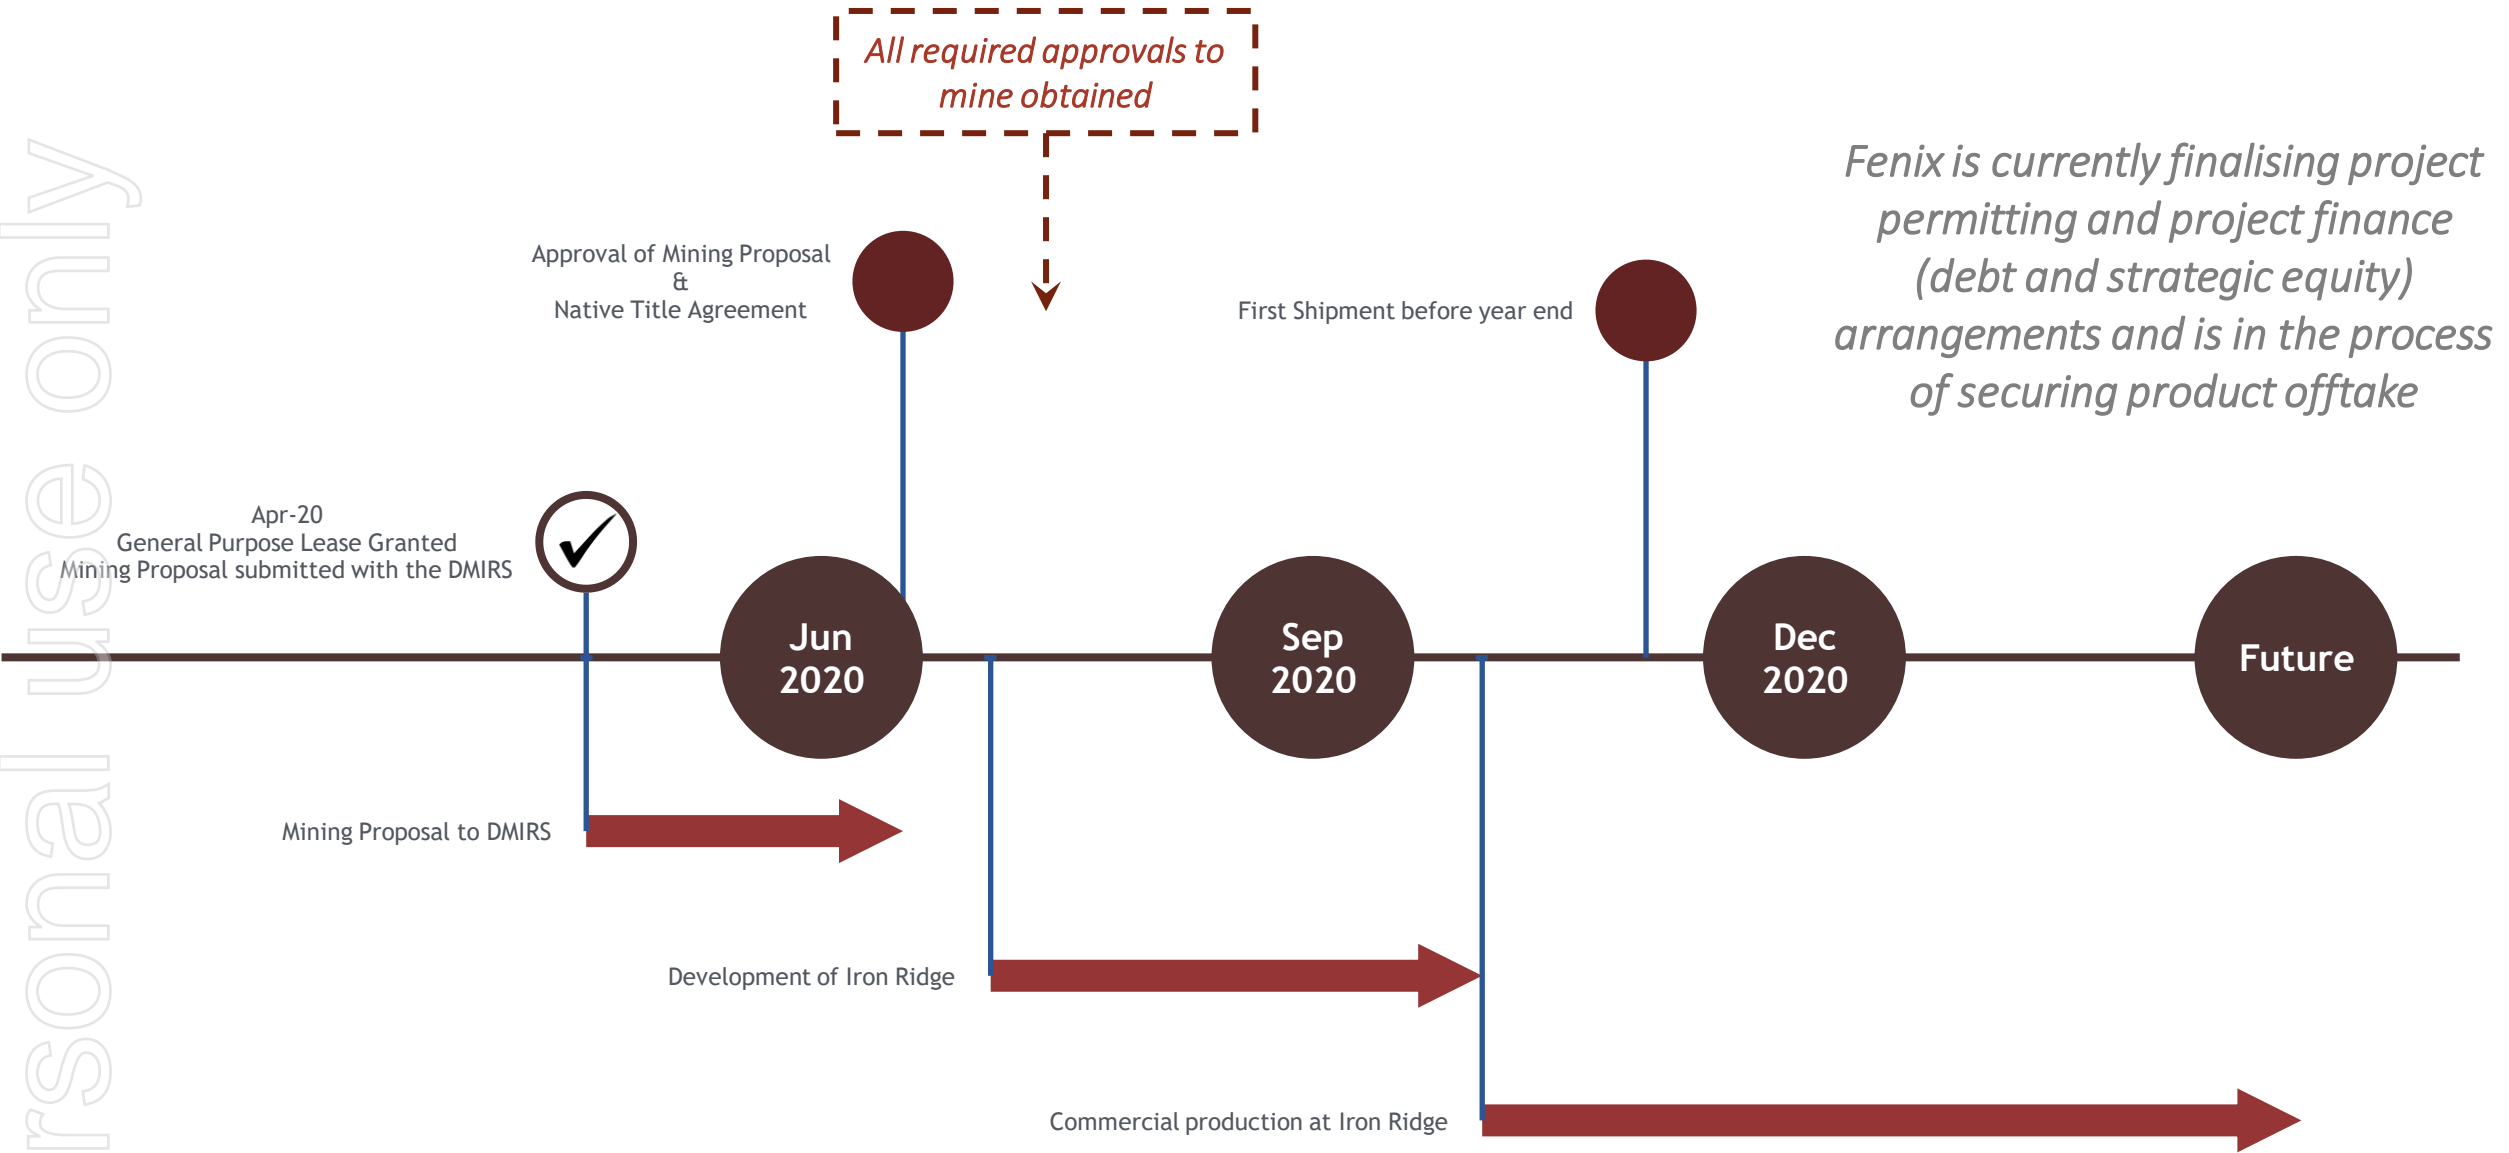 All required approvals to
mine obtained
Fenix is currently finalising project
permitting and project finance
(debt and strategic equity)
arrangements and is in the process
of securing product offtake
Approval of Mining Proposal
&
Native Title Agreement
First Shipment before year end
Apr-20
General Purpose Lease Granted
Mining Proposal submitted with the DMIRS
Jun
2020
Sep
2020
Dec
2020
Future
Mining Proposal to DMIRS
Development of Iron Ridge
Commercial production at Iron Ridge
rsonal use only